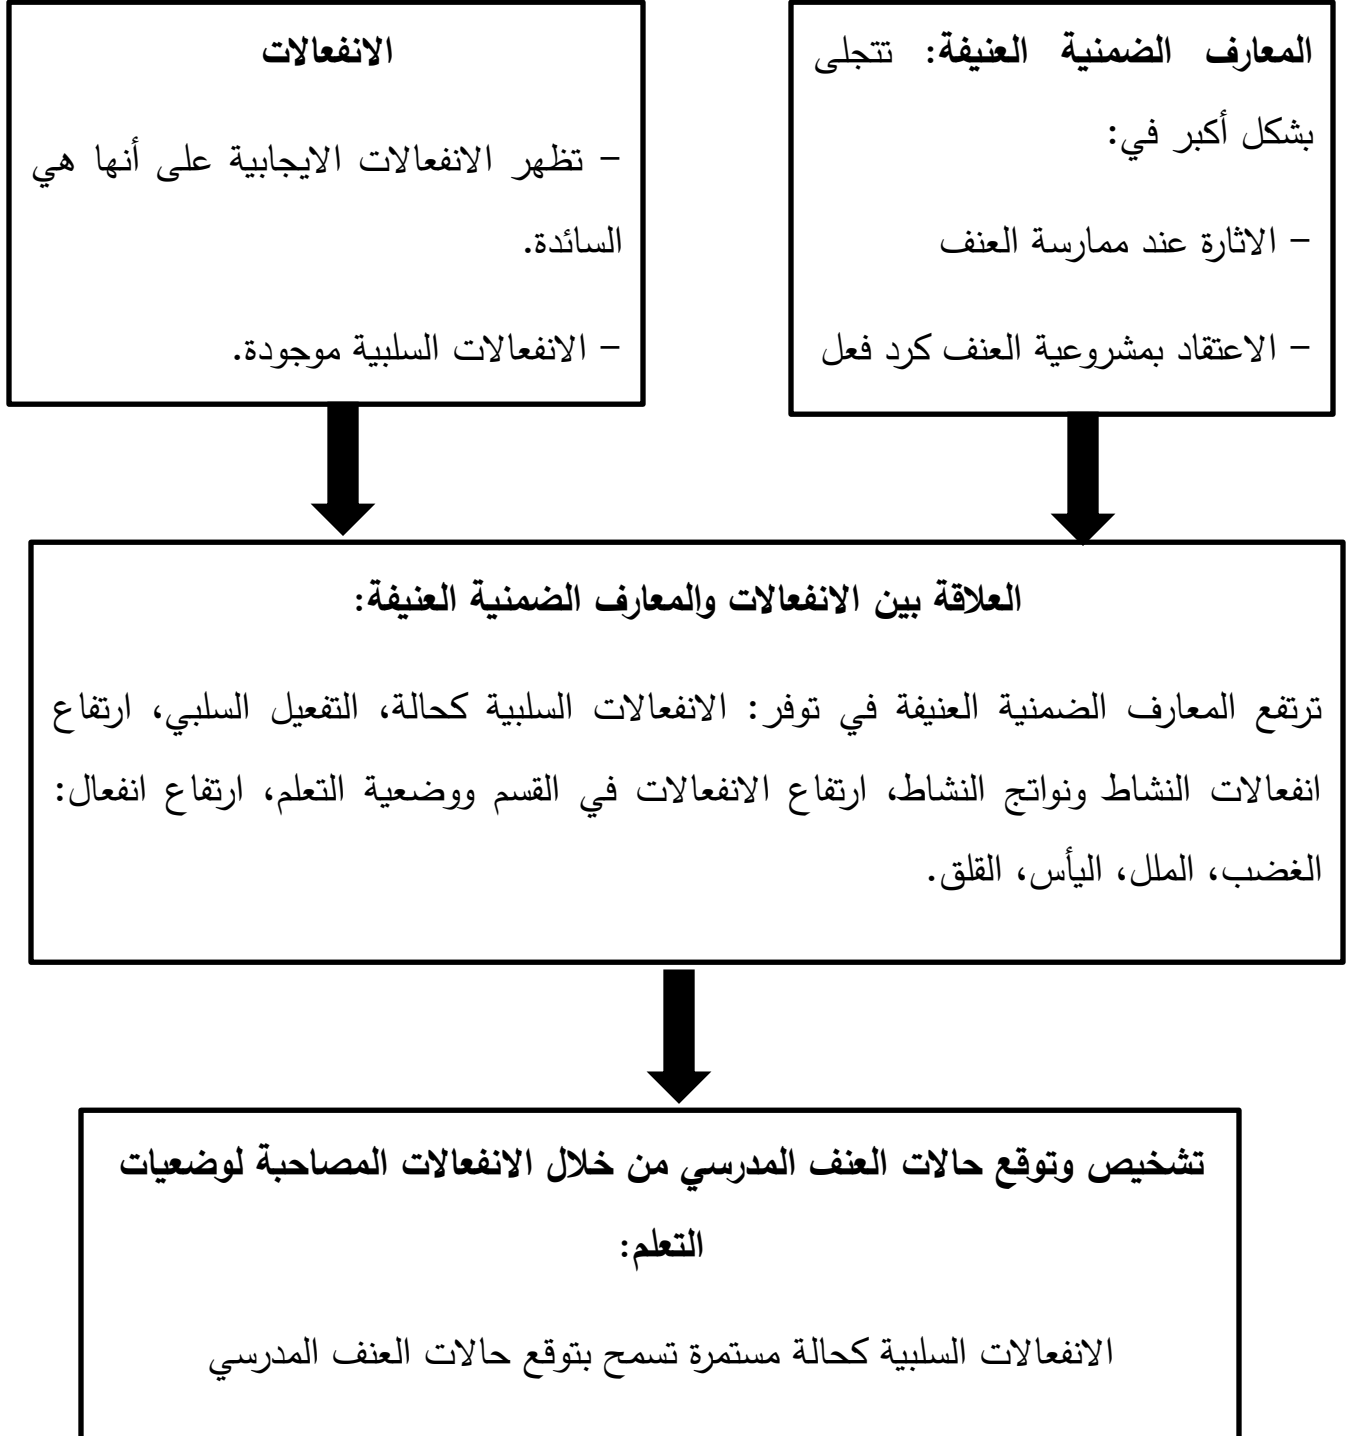 المعارف الضمنية العنيفة: تتجلى
بشكل أكبر في:
- الاثارة عند ممارسة العنف
- الاعتقاد بمشروعية العنف كرد فعل
الانفعالات
- تظهر الانفعالات الايجابية على أنها هي
السائدة.
- الانفعالات السلبية موجودة.
العلاقة بين الانفعالات والمعارف الضمنية العنيفة:
ترتفع المعارف الضمنية العنيفة في توفر: الانفعالات السلبية كحالة، التفعيل السلبي، ارتفاع
انفعالات النشاط ونواتج النشاط، ارتفاع الانفعالات في القسم ووضعية التعلم، ارتفاع انفعال:
الغضب، الملل، اليأس، القلق.
تشخيص وتوقع حالات العنف المدرسي من خلال الانفعالات المصاحبة لوضعيات
التعلم:
الانفعالات السلبية كحالة مستمرة تسمح بتوقع حالات العنف المدرسي